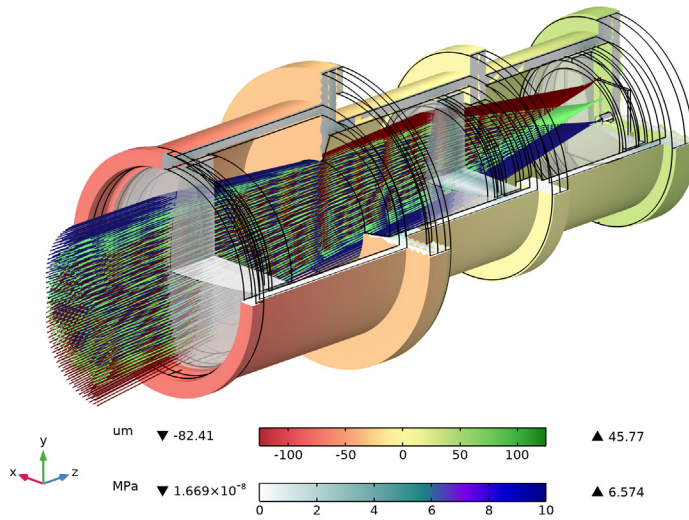 um ▼ -82.41 ▲ 45.77
-100 -50 0 50 100
y
x z
MPa ▼ 1.669×10⁻⁸ ▲ 6.574
0 2 4 6 8 10